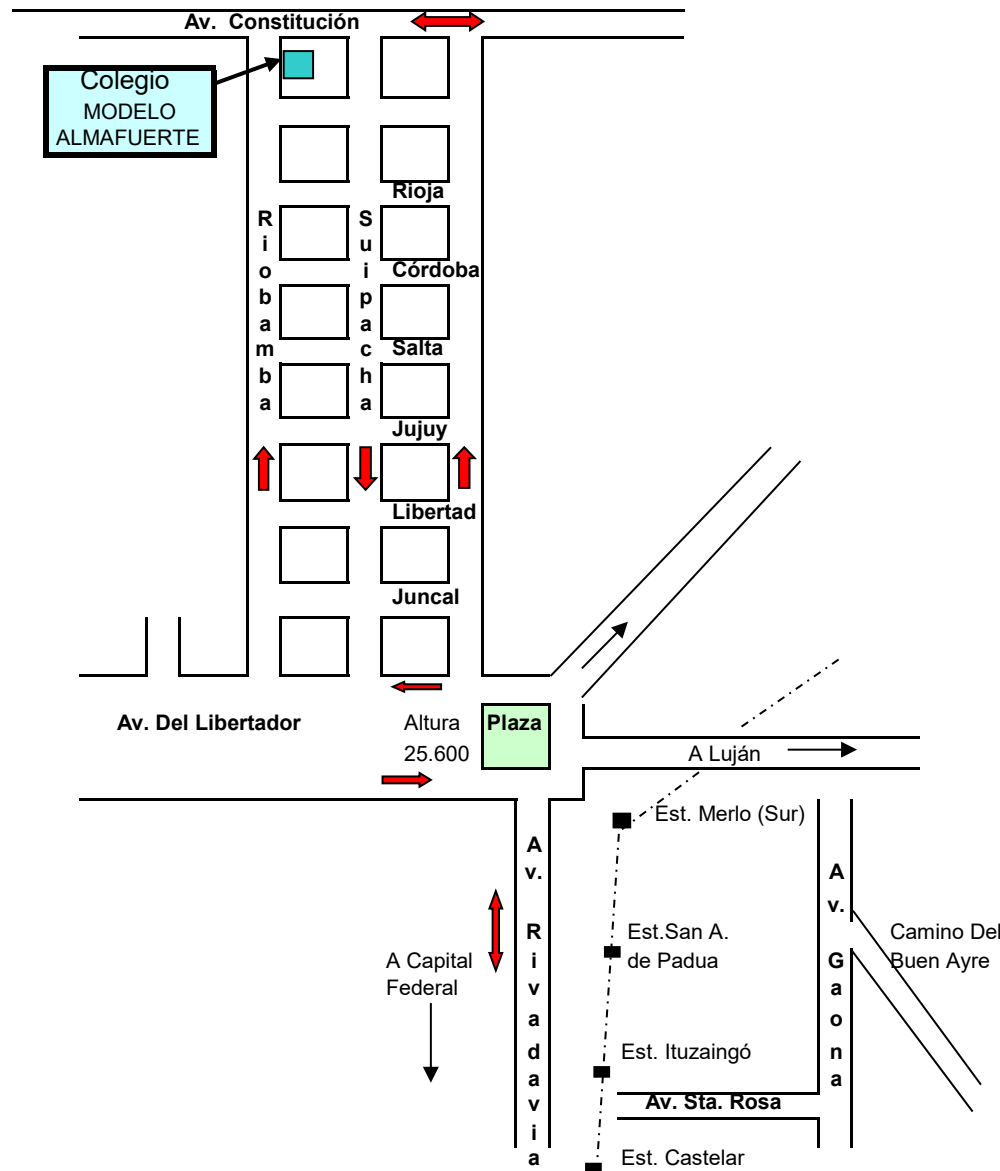 Av. Constitución
Colegio
MODELO
ALMAFUERTE
Rioja
Riobamba
Suipacha
Córdoba
Salta
Jujuy
Libertad
Juncal
Av. Del Libertador
Altura
25.600
Plaza
A Luján
Est. Merlo (Sur)
Av. Rivadavia
Av. Gaona
Est.San A.
de Padua
Camino Del
Buen Ayre
A Capital
Federal
Est. Ituzaingó
Av. Sta. Rosa
Est. Castelar